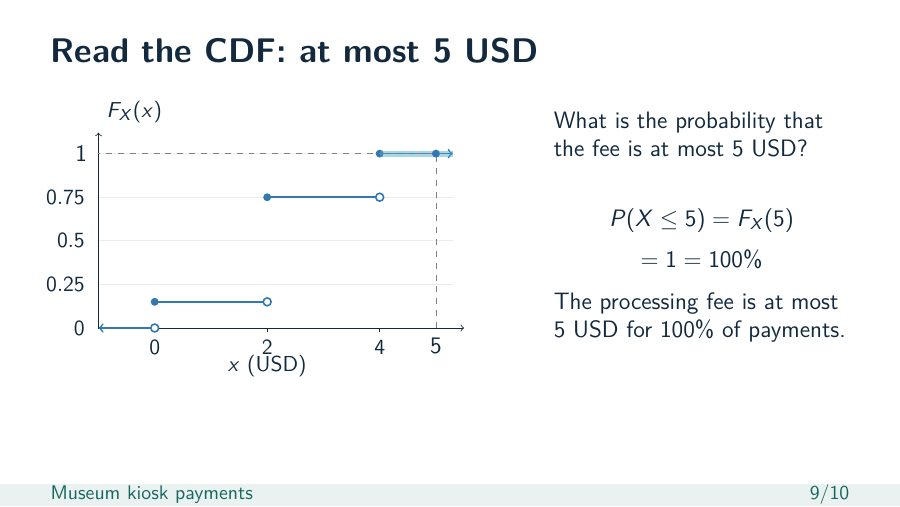 Read the CDF: at most 5 USD
F_X(x)
1
0.75
0.5
0.25
0
0 2 4 5
x (USD)
What is the probability that
the fee is at most 5 USD?
P(X ≤ 5) = F_X(5)
= 1 = 100%
The processing fee is at most
5 USD for 100% of payments.
Museum kiosk payments
9/10